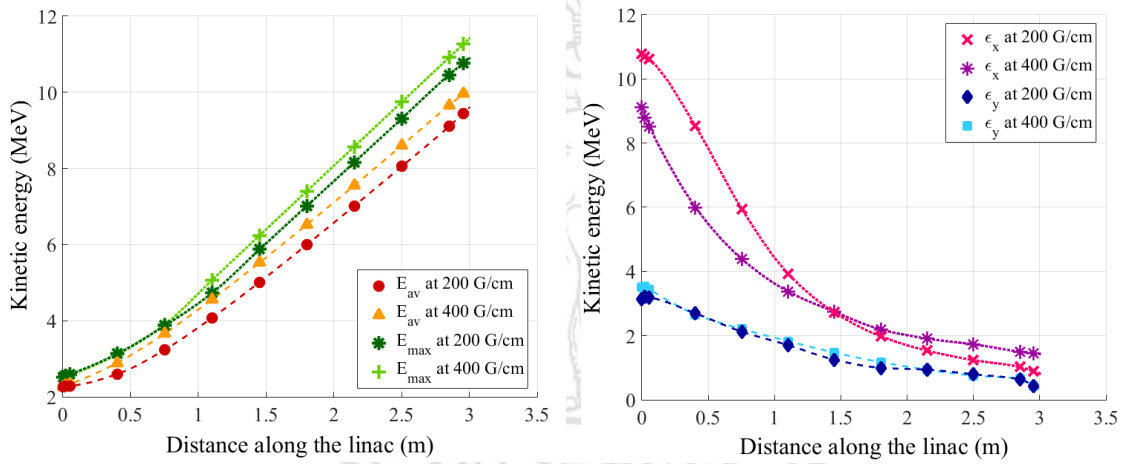 12
10
8
6
4
2
Kinetic energy (MeV)
0 0.5 1 1.5 2 2.5 3 3.5
Distance along the linac (m)
E_av at 200 G/cm
E_av at 400 G/cm
E_max at 200 G/cm
E_max at 400 G/cm
12
10
8
6
4
2
0
Kinetic energy (MeV)
0 0.5 1 1.5 2 2.5 3 3.5
Distance along the linac (m)
ϵ_x at 200 G/cm
ϵ_x at 400 G/cm
ϵ_y at 200 G/cm
ϵ_y at 400 G/cm